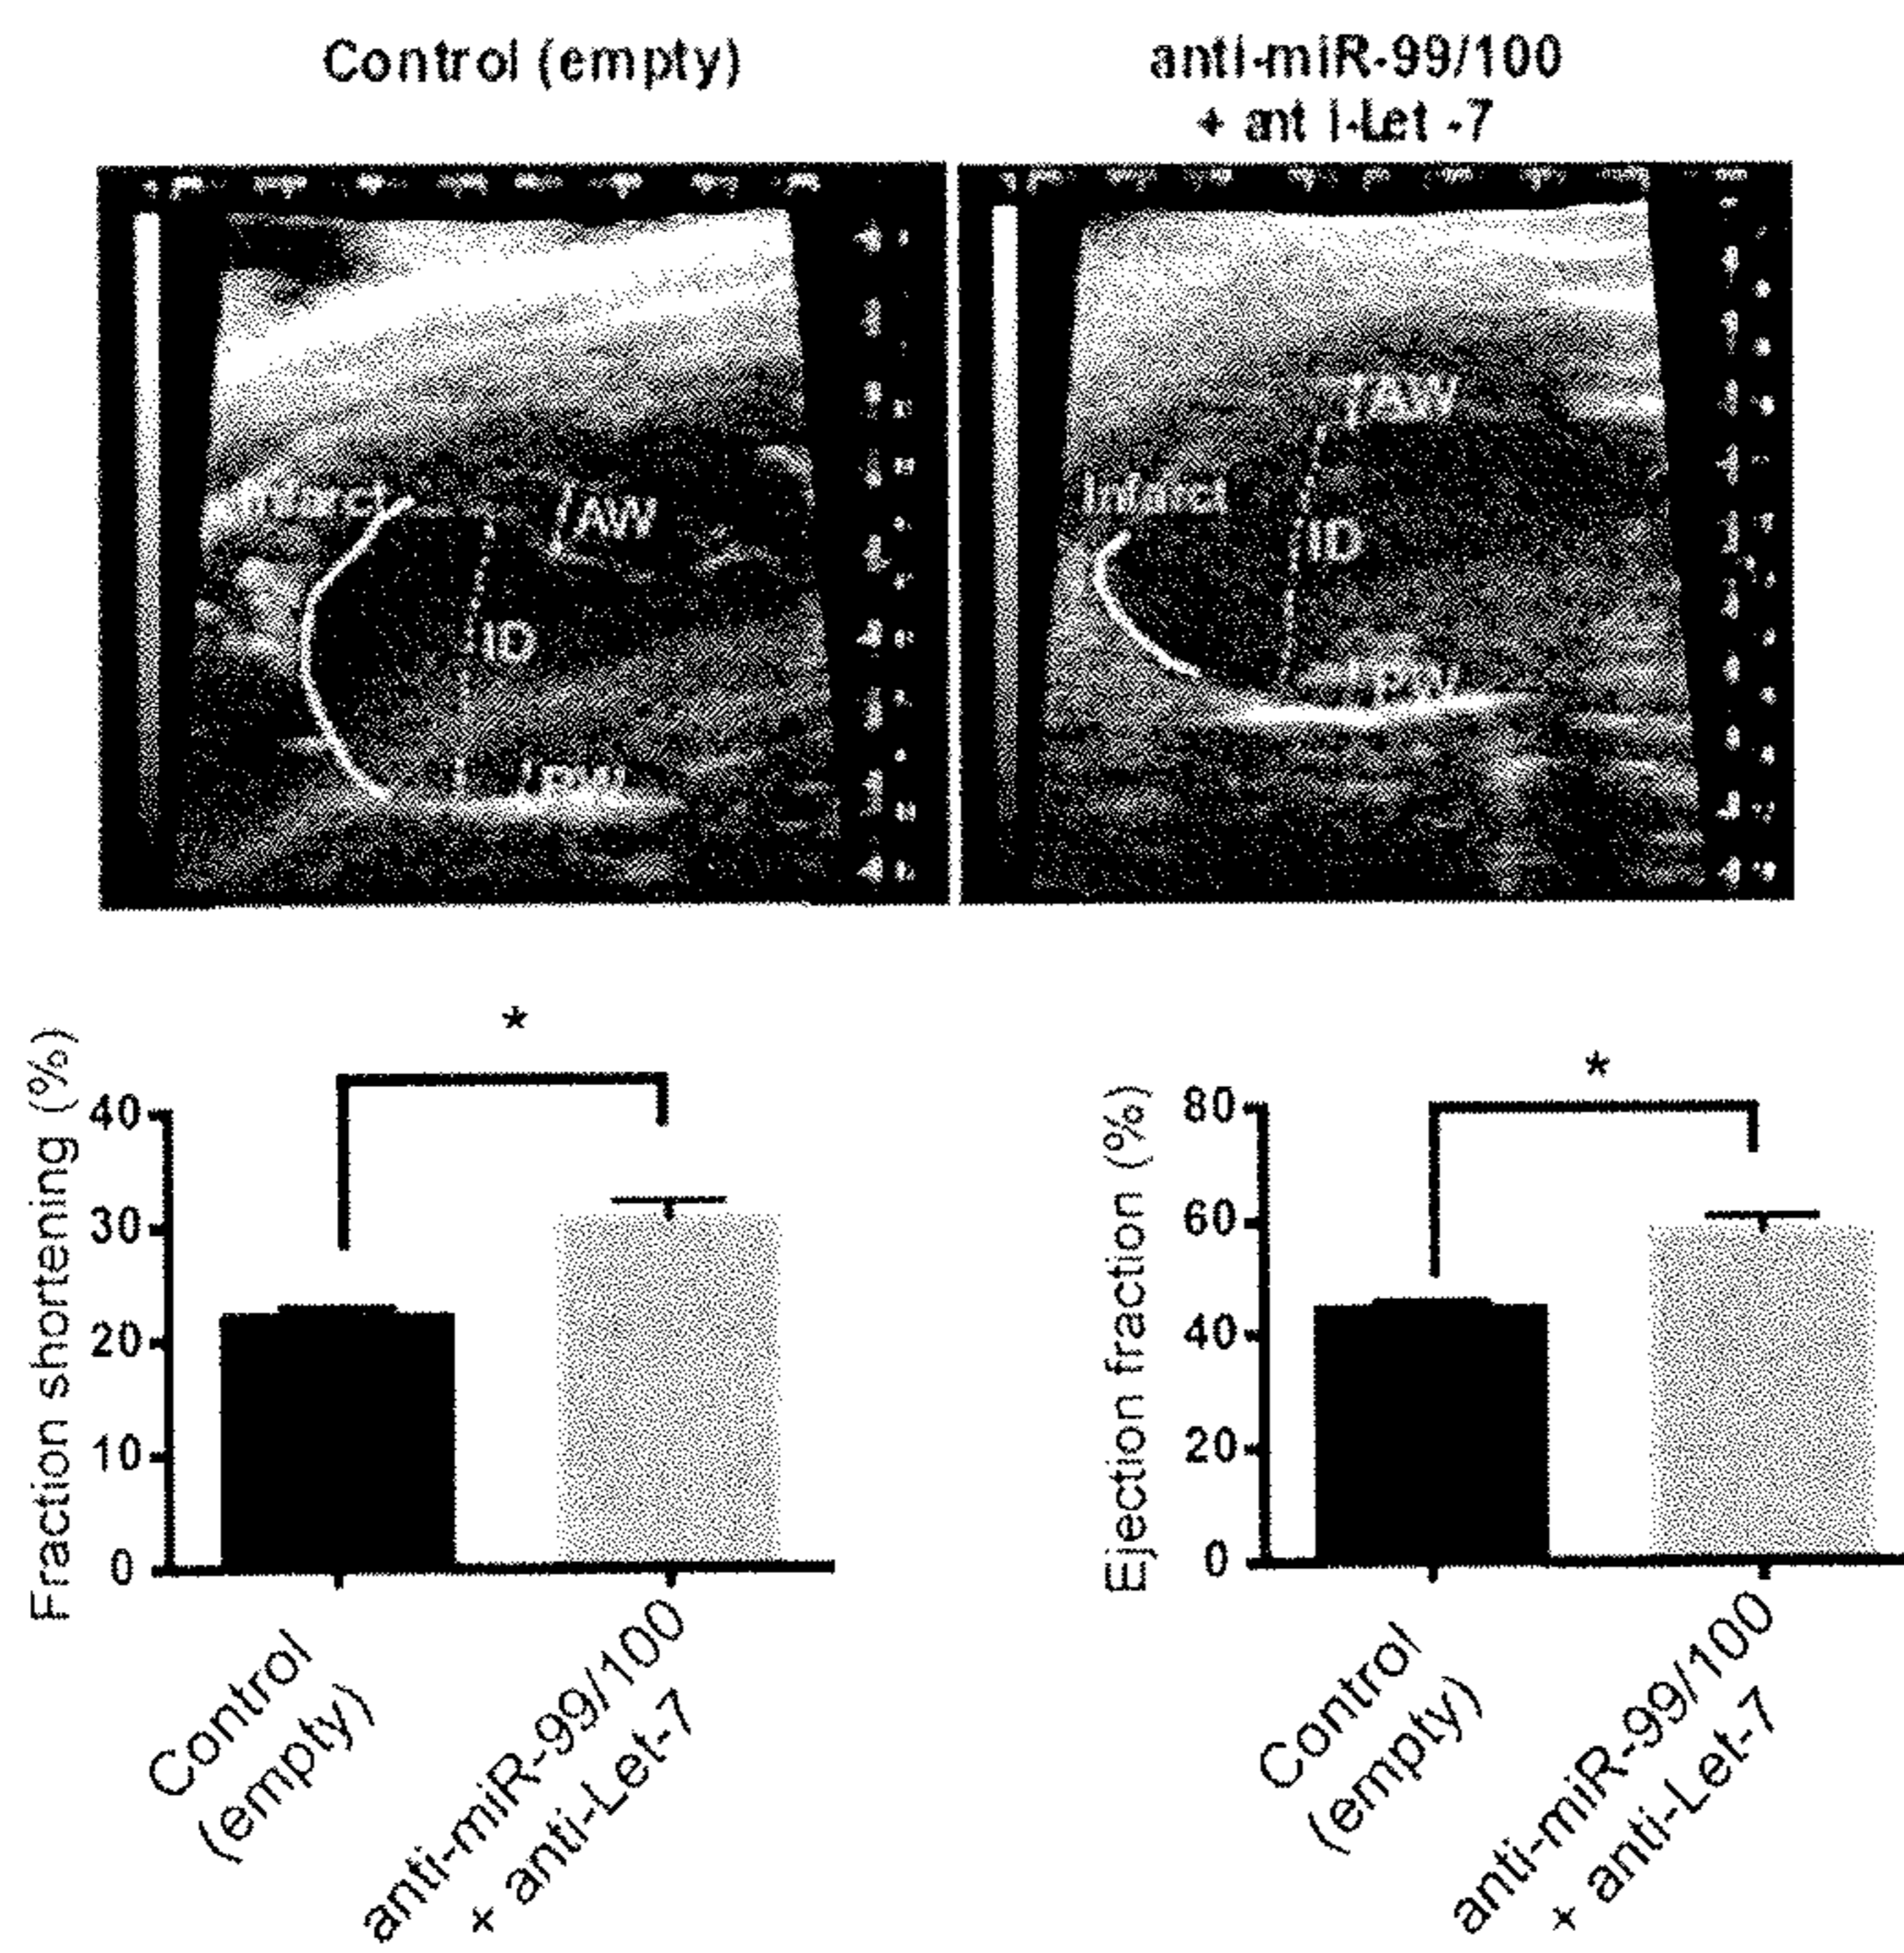 Control (empty)
anti-miR-99/100
+ anti-Let-7
Infarct
AW
ID
PW
Infarct
AW
ID
PW
*
Fraction shortening (%)
40
30
20
10
0
Control
(empty)
anti-miR-99/100
+ anti-Let-7
*
Ejection fraction (%)
80
60
40
20
0
Control
(empty)
anti-miR-99/100
+ anti-Let-7